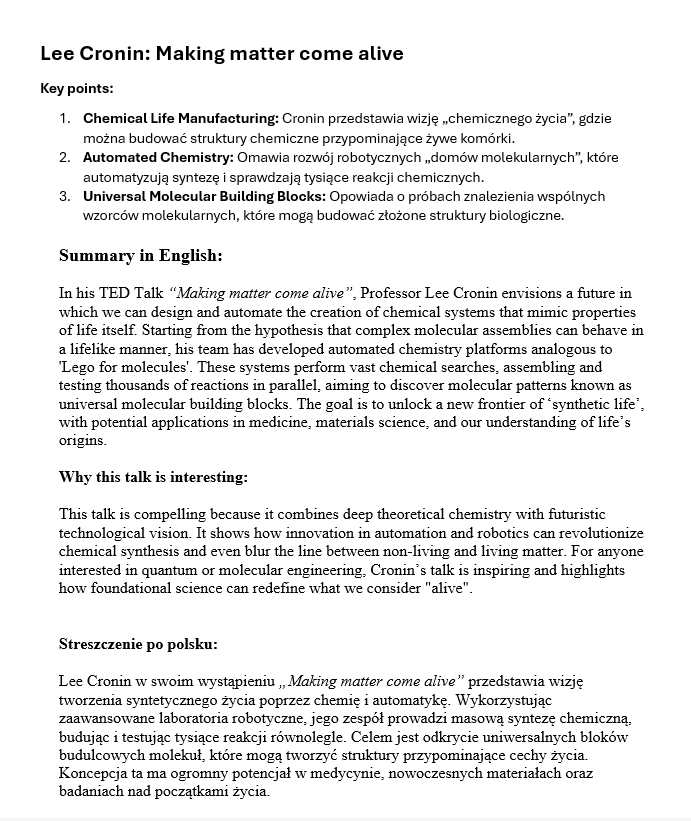 Lee Cronin: Making matter come alive
Key points:
1. Chemical Life Manufacturing: Cronin przedstawia wizję „chemicznego życia”, gdzie
można budować struktury chemiczne przypominające żywe komórki.
2. Automated Chemistry: Omawia rozwój robotycznych „domów molekularnych”, które
automatyzują syntezę i sprawdzają tysiące reakcji chemicznych.
3. Universal Molecular Building Blocks: Opowiada o próbach znalezienia wspólnych
wzorców molekularnych, które mogą budować złożone struktury biologiczne.
Summary in English:
In his TED Talk “Making matter come alive”, Professor Lee Cronin envisions a future in
which we can design and automate the creation of chemical systems that mimic properties
of life itself. Starting from the hypothesis that complex molecular assemblies can behave in
a lifelike manner, his team has developed automated chemistry platforms analogous to
'Lego for molecules'. These systems perform vast chemical searches, assembling and
testing thousands of reactions in parallel, aiming to discover molecular patterns known as
universal molecular building blocks. The goal is to unlock a new frontier of ‘synthetic life’,
with potential applications in medicine, materials science, and our understanding of life’s
origins.
Why this talk is interesting:
This talk is compelling because it combines deep theoretical chemistry with futuristic
technological vision. It shows how innovation in automation and robotics can revolutionize
chemical synthesis and even blur the line between non-living and living matter. For anyone
interested in quantum or molecular engineering, Cronin’s talk is inspiring and highlights
how foundational science can redefine what we consider "alive".
Streszczenie po polsku:
Lee Cronin w swoim wystąpieniu „Making matter come alive” przedstawia wizję
tworzenia syntetycznego życia poprzez chemię i automatykę. Wykorzystując
zaawansowane laboratoria robotyczne, jego zespół prowadzi masową syntezę chemiczną,
budując i testując tysiące reakcji równolegle. Celem jest odkrycie uniwersalnych bloków
budulcowych molekuł, które mogą tworzyć struktury przypominające cechy życia.
Koncepcja ta ma ogromny potencjał w medycynie, nowoczesnych materiałach oraz
badaniach nad początkami życia.